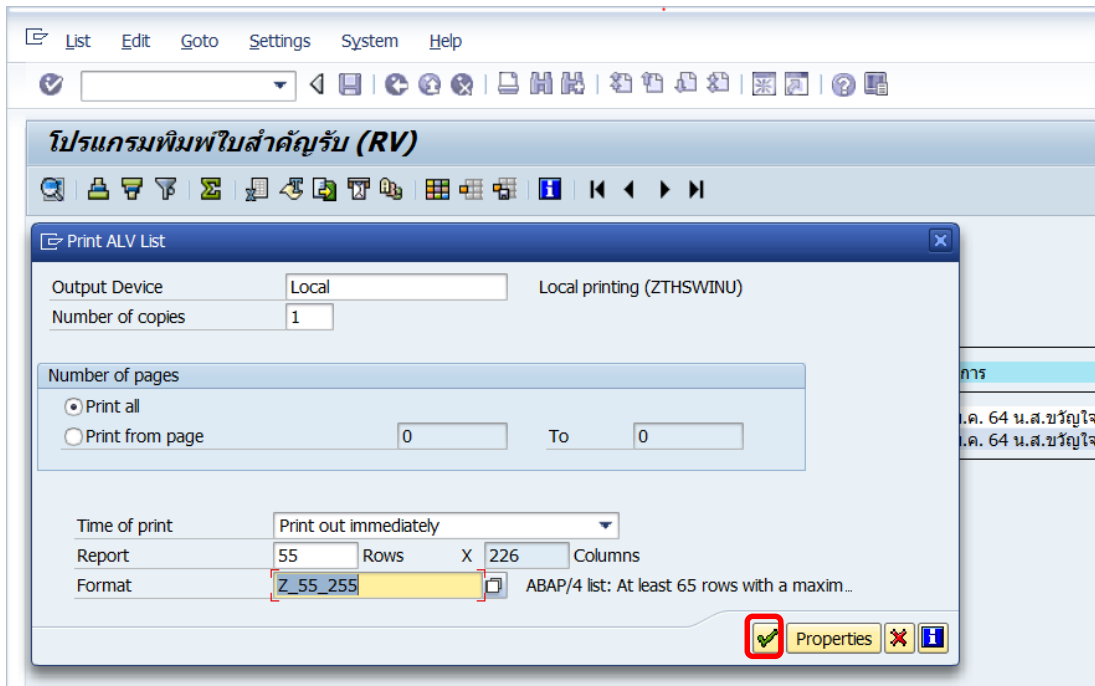 List Edit Goto Settings System Help
โปรแกรมพิมพ์ใบสำคัญรับ (RV)
Print ALV List
Output Device Local Local printing (ZTHSWINU)
Number of copies 1
Number of pages
การ
Print all
.ค. 64 น.ส.ขวัญใจ
Print from page 0 To 0
.ค. 64 น.ส.ขวัญใจ
Time of print Print out immediately
Report 55 Rows X 226 Columns
Format Z_55_255 ABAP/4 list: At least 65 rows with a maxim...
Properties